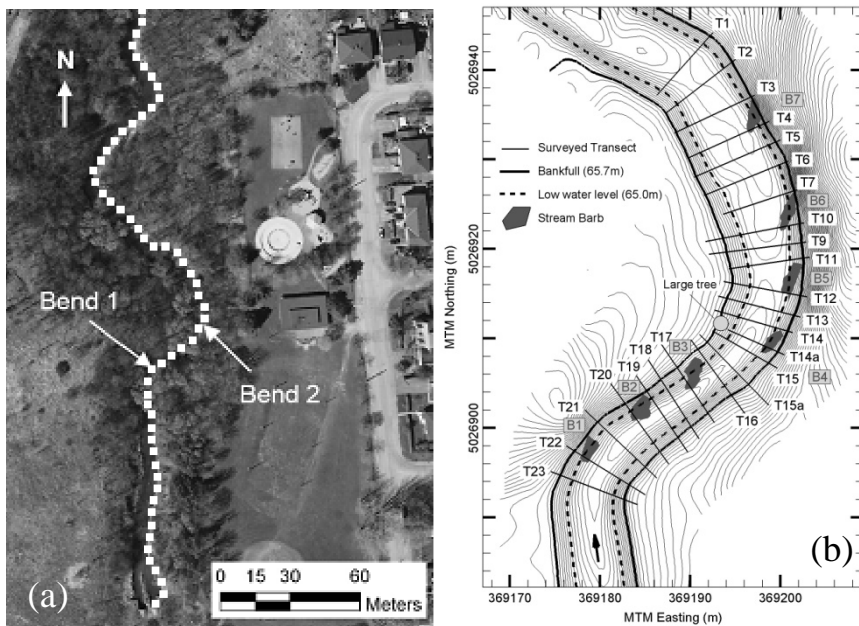 N
Bend 1
Bend 2
0 15 30 60
Meters
(a)
5026940
5026920
5026900
MTM Northing (m)
T1
T2
T3
B7
T4
T5
T6
T7
B6
T10
T9
T11
B5
T12
T13
T14
T14a
B4
T15
T15a
T16
T17
B3
T18
T19
T20
B2
T21
B1
T22
T23
Surveyed Transect
Bankfull (65.7m)
Low water level (65.0m)
Stream Barb
Large tree
369170 369180 369190 369200
MTM Easting (m)
(b)